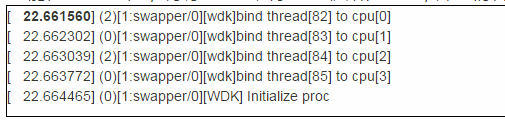 [   22.661560] (2)[1:swapper/0][wdk]bind thread[82] to cpu[0]
[   22.662302] (0)[1:swapper/0][wdk]bind thread[83] to cpu[1]
[   22.663039] (2)[1:swapper/0][wdk]bind thread[84] to cpu[2]
[   22.663772] (0)[1:swapper/0][wdk]bind thread[85] to cpu[3]
[   22.664465] (0)[1:swapper/0][WDK] Initialize proc